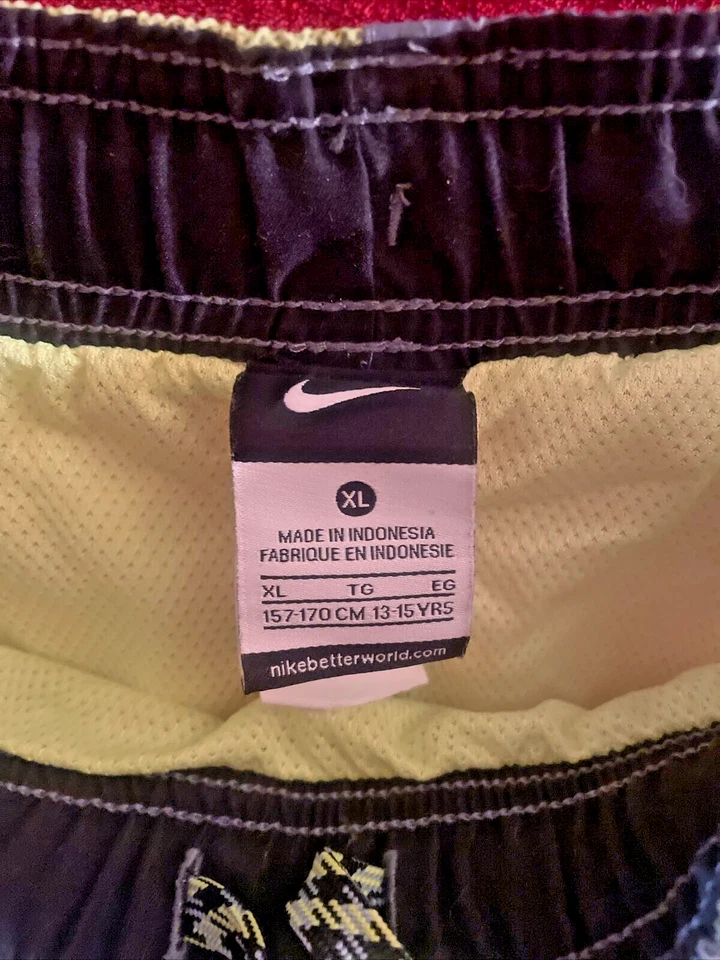 XL
MADE IN INDONESIA
FABRIQUE EN INDONESIE
XL TG EG
157-170 CM 13-15 YRS
nikebetterworld.com